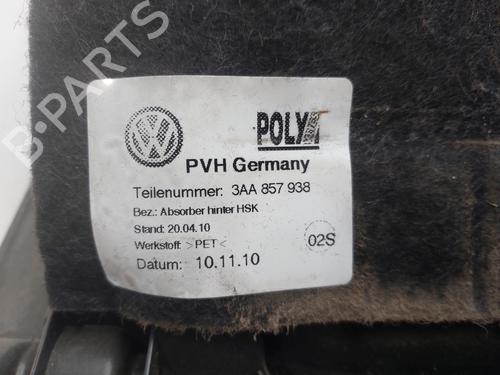 B-PARTS
POLY
PVH Germany
Teilenummer: 3AA 857 938
Bez.: Absorber hinter HSK
Stand: 20.04.10
Werkstoff: >PET<
02S
Datum: 10.11.10